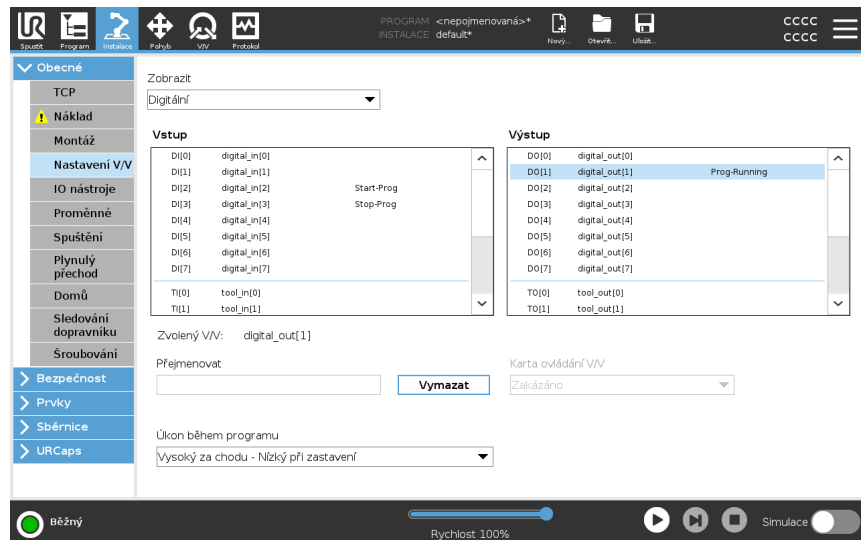 PROGRAM <nepojmenovaná>*
INSTALACE default*
CCCC
CCCC
Spustit
Program
Instalace
Pohyb
V/V
Protokol
Nový...
Otevřít...
Uložit...
Obecné
TCP
Náklad
Montáž
Nastavení V/V
IO nástroje
Proměnné
Spuštění
Plynulý
přechod
Domů
Sledování
dopravníku
Šroubování
Bezpečnost
Prvky
Sběrnice
URCaps
Zobrazit
Digitální
Vstup
DI[0] digital_in[0]
DI[1] digital_in[1]
DI[2] digital_in[2] Start-Prog
DI[3] digital_in[3] Stop-Prog
DI[4] digital_in[4]
DI[5] digital_in[5]
DI[6] digital_in[6]
DI[7] digital_in[7]
TI[0] tool_in[0]
TI[1] tool_in[1]
Výstup
DO[0] digital_out[0]
DO[1] digital_out[1] Prog-Running
DO[2] digital_out[2]
DO[3] digital_out[3]
DO[4] digital_out[4]
DO[5] digital_out[5]
DO[6] digital_out[6]
DO[7] digital_out[7]
TO[0] tool_out[0]
TO[1] tool_out[1]
Zvolený V/V: digital_out[1]
Přejmenovat
Vymazat
Karta ovládání V/V
Zakázáno
Úkon během programu
Vysoký za chodu - Nízký při zastavení
Běžný
Rychlost 100%
Simulace